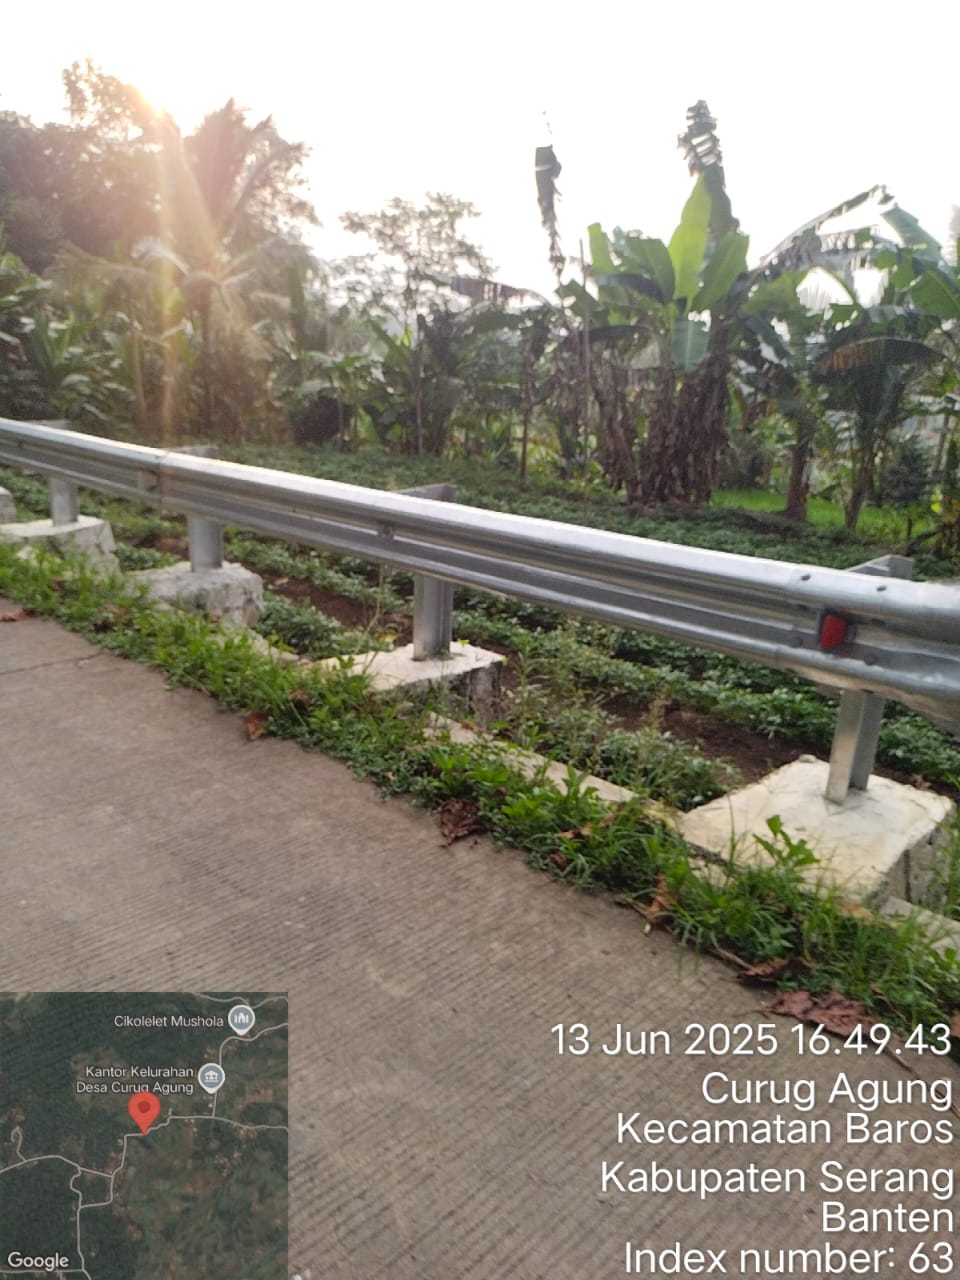 Cikolelet Mushola
Kantor Kelurahan
Desa Curug Agung
Google
13 Jun 2025 16.49.43
Curug Agung
Kecamatan Baros
Kabupaten Serang
Banten
Index number: 63